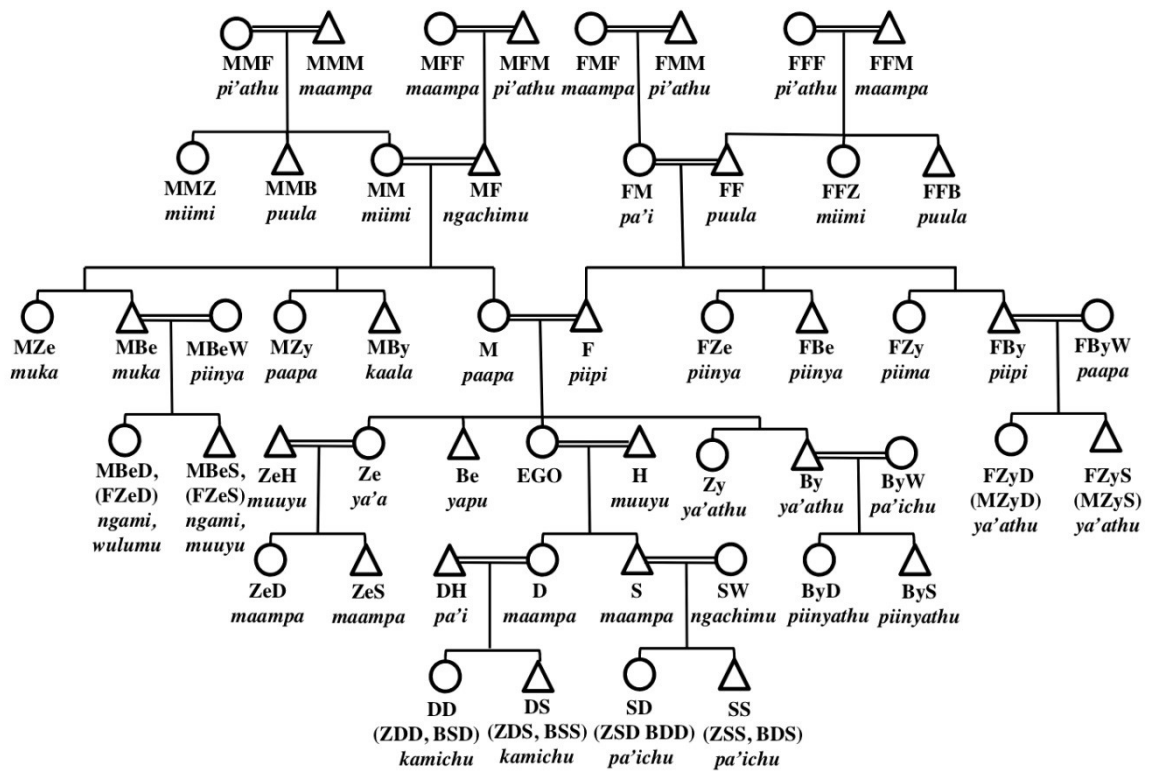 MMF MMM MFF MFM FMF FMM FFF FFM
pi’athu maampa maampa pi’athu maampa pi’athu pi’athu maampa
MMZ MMB MM MF FM FF FFZ FFB
miimi puula miimi ngachimu pa’i puula miimi puula
MZe MBe MBeW MZy MBy M F FZe FBe FZy FBy FByW
muka muka piinya paapa kaala paapa piipi piinya piinya piima piipi paapa
MBeD, MBeS, ZeH Ze Be EGO H Zy By ByW FZyD FZyS
(FZeD) (FZeS) muuyu ya’a yapu muuyu ya’athu ya’athu pa’ichu (MZyD) (MZyS)
ngami, ngami, ya’athu ya’athu
wulumu muuyu
ZeD ZeS DH D S SW ByD ByS
maampa maampa pa’i maampa maampa ngachimu piinyathu piinyathu
DD DS SD SS
(ZDD, BSD) (ZDS, BSS) (ZSD BDD) (ZSS, BDS)
kamichu kamichu pa’ichu pa’ichu